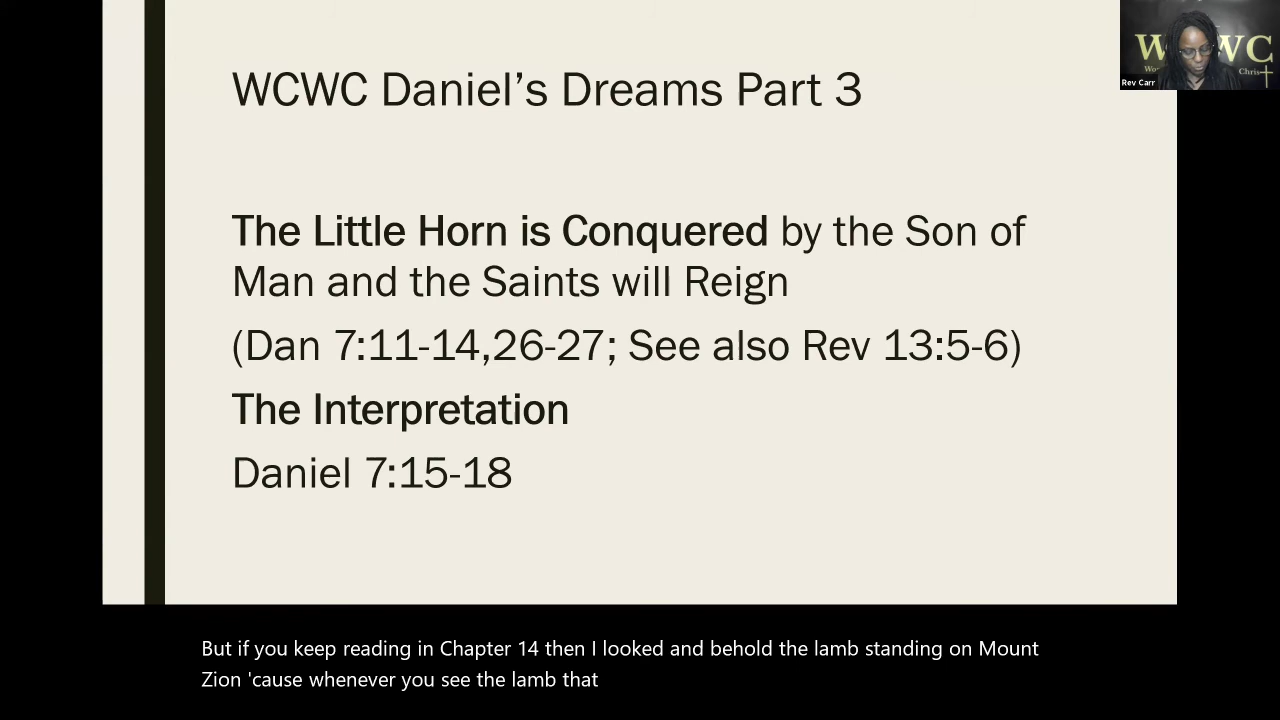 WCWC Daniel’s Dreams Part 3
The Little Horn is Conquered by the Son of
Man and the Saints will Reign
(Dan 7:11-14,26-27; See also Rev 13:5-6)
The Interpretation
Daniel 7:15-18
Rev Carr
But if you keep reading in Chapter 14 then I looked and behold the lamb standing on Mount
Zion 'cause whenever you see the lamb that